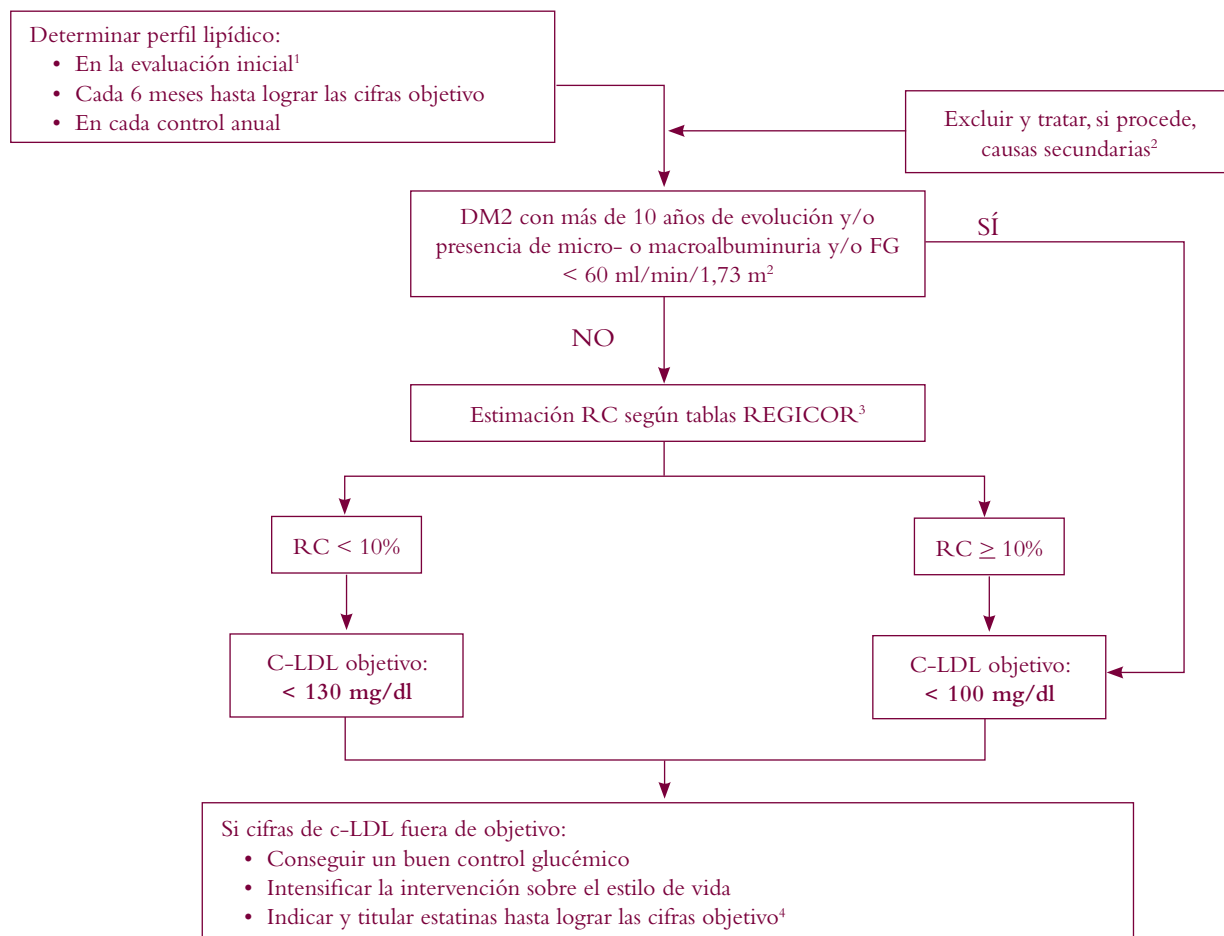 Determinar perfil lipídico:
• En la evaluación inicial¹
• Cada 6 meses hasta lograr las cifras objetivo
• En cada control anual
Excluir y tratar, si procede,
causas secundarias²
DM2 con más de 10 años de evolución y/o
presencia de micro- o macroalbuminuria y/o FG
< 60 ml/min/1,73 m²
SÍ
NO
Estimación RC según tablas REGICOR³
RC < 10%
RC ≥ 10%
C-LDL objetivo:
< 130 mg/dl
C-LDL objetivo:
< 100 mg/dl
Si cifras de c-LDL fuera de objetivo:
• Conseguir un buen control glucémico
• Intensificar la intervención sobre el estilo de vida
• Indicar y titular estatinas hasta lograr las cifras objetivo⁴